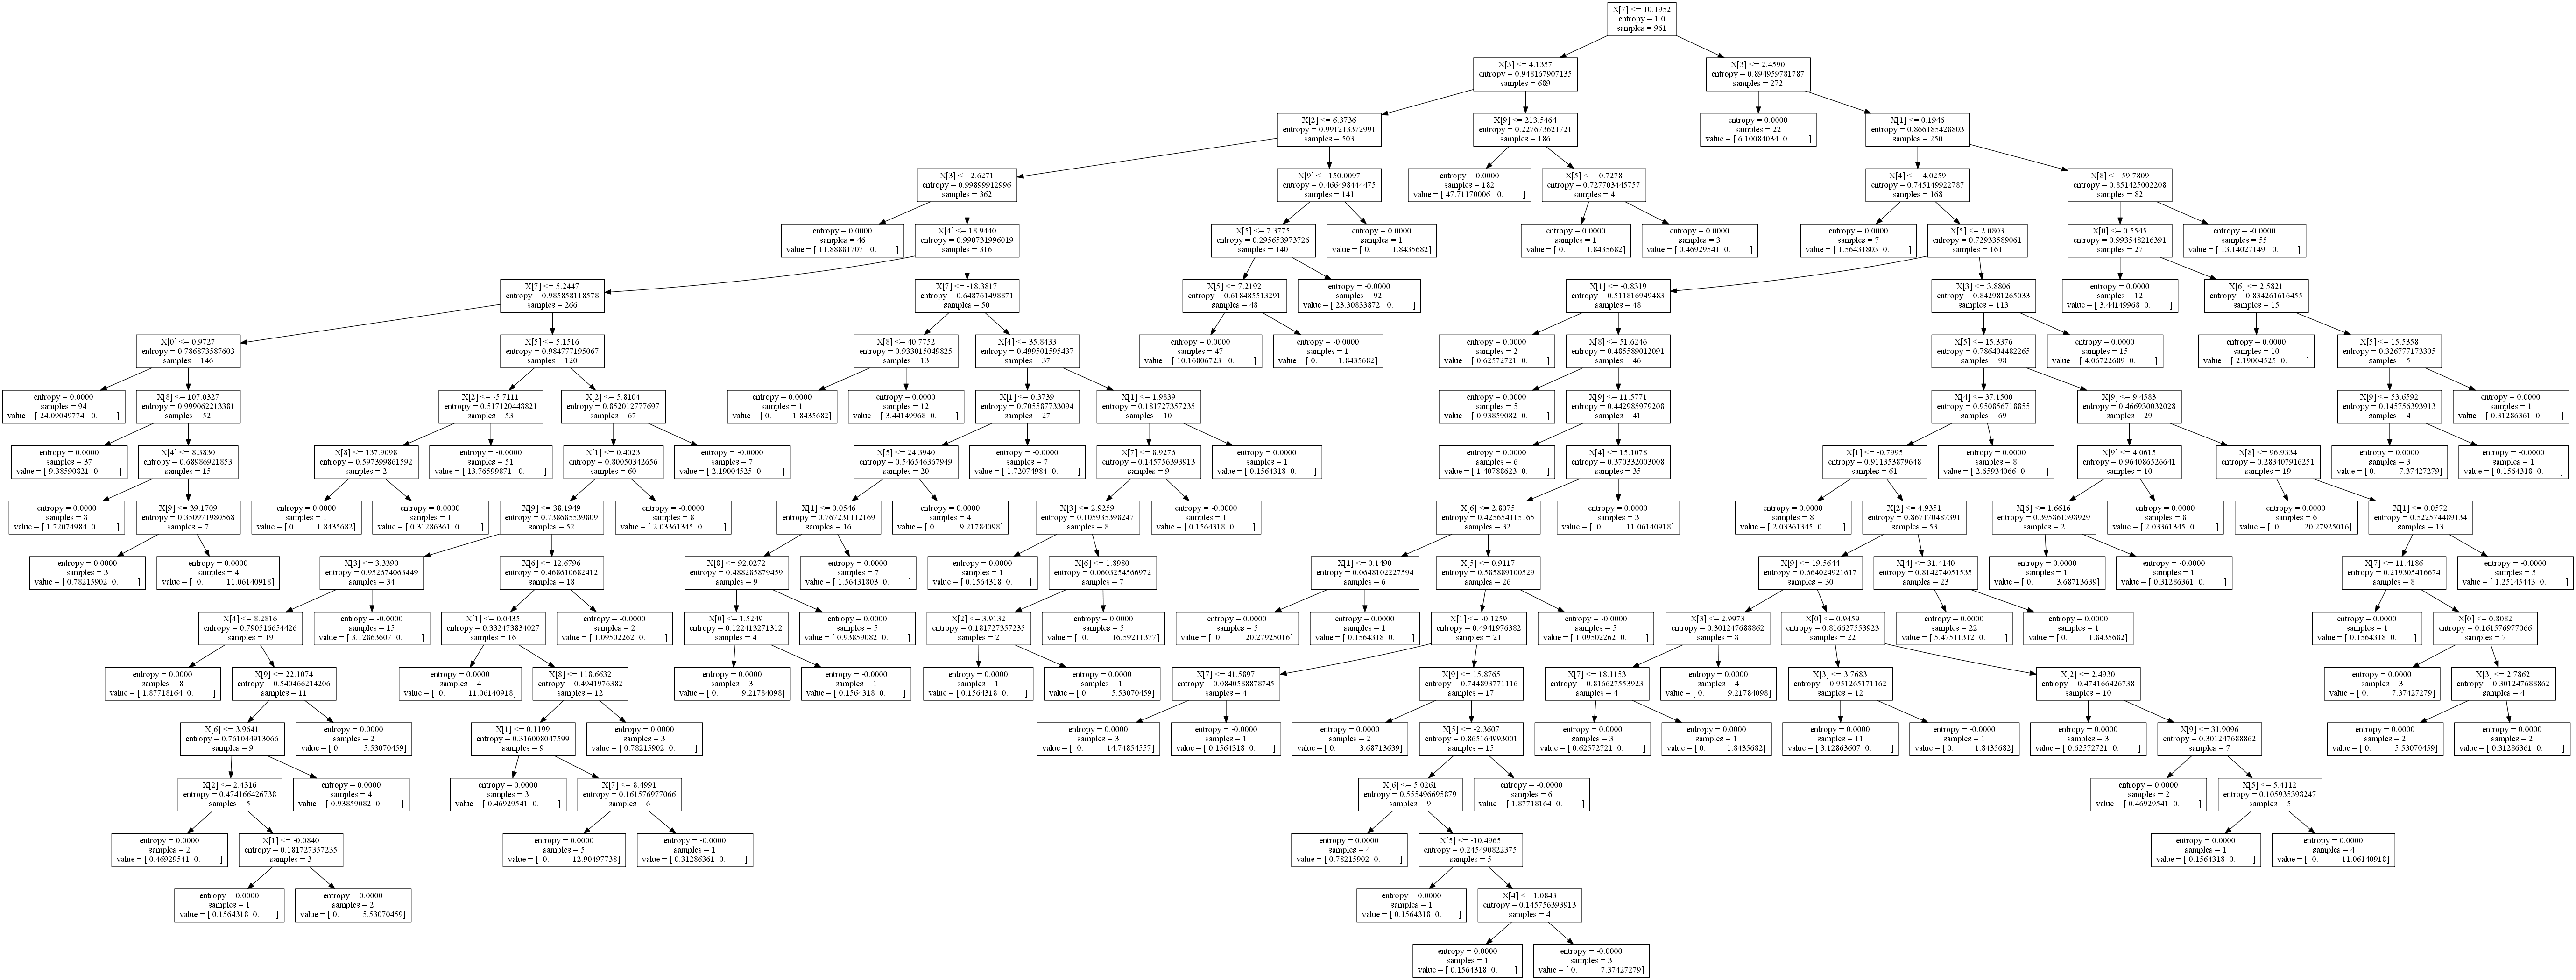 X[7] <= 10.1952
entropy = 1.0
samples = 961
X[3] <= 4.1357
entropy = 0.948167907135
samples = 689
X[3] <= 2.4590
entropy = 0.894959781787
samples = 272
X[2] <= 6.3736
entropy = 0.991213372991
samples = 503
X[9] <= 213.5464
entropy = 0.227673621721
samples = 186
entropy = 0.0000
samples = 22
value = [ 6.10084034 0. ]
X[1] <= 0.1946
entropy = 0.866185428803
samples = 250
X[3] <= 2.6271
entropy = 0.99899912996
samples = 362
X[9] <= 150.0097
entropy = 0.466498444475
samples = 141
entropy = 0.0000
samples = 182
value = [ 47.71170006 0. ]
X[5] <= -0.7278
entropy = 0.727703445757
samples = 4
X[4] <= -4.0259
entropy = 0.745149922787
samples = 168
X[8] <= 59.7809
entropy = 0.851425002208
samples = 82
entropy = 0.0000
samples = 46
value = [ 11.88881707 0. ]
X[4] <= 18.9440
entropy = 0.990731996019
samples = 316
X[5] <= 7.3775
entropy = 0.295653973726
samples = 140
entropy = 0.0000
samples = 1
value = [ 0. 1.8435682]
entropy = 0.0000
samples = 1
value = [ 0. 1.8435682]
entropy = 0.0000
samples = 3
value = [ 0.46929541 0. ]
entropy = 0.0000
samples = 7
value = [ 1.56431803 0. ]
X[5] <= 2.0803
entropy = 0.72933589061
samples = 161
X[0] <= 0.5545
entropy = 0.993548216391
samples = 27
entropy = -0.0000
samples = 55
value = [ 13.14027149 0. ]
X[7] <= 5.2447
entropy = 0.985858118578
samples = 266
X[7] <= -18.3817
entropy = 0.648761498871
samples = 50
X[5] <= 7.2192
entropy = 0.618485513291
samples = 48
entropy = -0.0000
samples = 92
value = [ 23.30833872 0. ]
X[1] <= -0.8319
entropy = 0.511816949483
samples = 48
X[3] <= 3.8806
entropy = 0.842981265033
samples = 113
entropy = 0.0000
samples = 12
value = [ 3.44149968 0. ]
X[6] <= 2.5821
entropy = 0.834261616455
samples = 15
X[0] <= 0.9727
entropy = 0.786873587603
samples = 146
X[5] <= 5.1516
entropy = 0.984777195067
samples = 120
X[8] <= 40.7752
entropy = 0.933015049825
samples = 13
X[4] <= 35.8433
entropy = 0.499501595437
samples = 37
entropy = 0.0000
samples = 47
value = [ 10.16806723 0. ]
entropy = -0.0000
samples = 1
value = [ 0. 1.8435682]
entropy = 0.0000
samples = 2
value = [ 0.62572721 0. ]
X[8] <= 51.6246
entropy = 0.485589012091
samples = 46
X[5] <= 15.3376
entropy = 0.786404482265
samples = 98
entropy = 0.0000
samples = 15
value = [ 4.06722689 0. ]
entropy = 0.0000
samples = 10
value = [ 2.19004525 0. ]
X[5] <= 15.5358
entropy = 0.326777173305
samples = 5
entropy = 0.0000
samples = 94
value = [ 24.09049774 0. ]
X[8] <= 107.0327
entropy = 0.999062213381
samples = 52
X[2] <= -5.7111
entropy = 0.517120448821
samples = 53
X[2] <= 5.8104
entropy = 0.852012777697
samples = 67
entropy = 0.0000
samples = 1
value = [ 0. 1.8435682]
entropy = 0.0000
samples = 12
value = [ 3.44149968 0. ]
X[1] <= 0.3739
entropy = 0.705587733094
samples = 27
X[1] <= 1.9839
entropy = 0.181727357235
samples = 10
entropy = 0.0000
samples = 5
value = [ 0.93859082 0. ]
X[9] <= 11.5771
entropy = 0.442985979208
samples = 41
X[4] <= 37.1500
entropy = 0.950856718855
samples = 69
X[9] <= 9.4583
entropy = 0.466930032028
samples = 29
X[9] <= 53.6592
entropy = 0.145756393913
samples = 4
entropy = 0.0000
samples = 1
value = [ 0.31286361 0. ]
entropy = 0.0000
samples = 37
value = [ 9.38590821 0. ]
X[4] <= 8.3830
entropy = 0.68986921853
samples = 15
X[8] <= 137.9098
entropy = 0.597399861592
samples = 2
entropy = -0.0000
samples = 51
value = [ 13.76599871 0. ]
X[1] <= 0.4023
entropy = 0.80050342656
samples = 60
entropy = -0.0000
samples = 7
value = [ 2.19004525 0. ]
X[5] <= 24.3940
entropy = 0.546546367949
samples = 20
entropy = -0.0000
samples = 7
value = [ 1.72074984 0. ]
X[7] <= 8.9276
entropy = 0.145756393913
samples = 9
entropy = 0.0000
samples = 1
value = [ 0.1564318 0. ]
entropy = 0.0000
samples = 6
value = [ 1.40788623 0. ]
X[4] <= 15.1078
entropy = 0.370332003008
samples = 35
X[1] <= -0.7995
entropy = 0.911353879648
samples = 61
entropy = 0.0000
samples = 8
value = [ 2.65934066 0. ]
X[9] <= 4.0615
entropy = 0.964086526641
samples = 10
X[8] <= 96.9334
entropy = 0.283407916251
samples = 19
entropy = 0.0000
samples = 3
value = [ 0. 7.37427279]
entropy = -0.0000
samples = 1
value = [ 0.1564318 0. ]
entropy = 0.0000
samples = 8
value = [ 1.72074984 0. ]
X[9] <= 39.1709
entropy = 0.350971980568
samples = 7
entropy = 0.0000
samples = 1
value = [ 0. 1.8435682]
entropy = 0.0000
samples = 1
value = [ 0.31286361 0. ]
X[9] <= 38.1949
entropy = 0.738685539809
samples = 52
entropy = -0.0000
samples = 8
value = [ 2.03361345 0. ]
X[1] <= 0.0546
entropy = 0.767231112169
samples = 16
entropy = 0.0000
samples = 4
value = [ 0. 9.21784098]
X[3] <= 2.9259
entropy = 0.105935398247
samples = 8
entropy = -0.0000
samples = 1
value = [ 0.1564318 0. ]
X[6] <= 2.8075
entropy = 0.425654115165
samples = 32
entropy = 0.0000
samples = 3
value = [ 0. 11.06140918]
entropy = 0.0000
samples = 8
value = [ 2.03361345 0. ]
X[2] <= 4.9351
entropy = 0.867170487391
samples = 53
X[6] <= 1.6616
entropy = 0.395861398929
samples = 2
entropy = 0.0000
samples = 8
value = [ 2.03361345 0. ]
entropy = 0.0000
samples = 6
value = [ 0. 20.27925016]
X[1] <= 0.0572
entropy = 0.522574489134
samples = 13
entropy = 0.0000
samples = 3
value = [ 0.78215902 0. ]
entropy = 0.0000
samples = 4
value = [ 0. 11.06140918]
X[3] <= 3.3390
entropy = 0.952674063449
samples = 34
X[6] <= 12.6796
entropy = 0.468610682412
samples = 18
X[8] <= 92.0272
entropy = 0.488285879459
samples = 9
entropy = 0.0000
samples = 7
value = [ 1.56431803 0. ]
entropy = 0.0000
samples = 1
value = [ 0.1564318 0. ]
X[6] <= 1.8980
entropy = 0.0603254566972
samples = 7
X[1] <= 0.1490
entropy = 0.0648102227594
samples = 6
X[5] <= 0.9117
entropy = 0.585889100529
samples = 26
X[9] <= 19.5644
entropy = 0.664024921617
samples = 30
X[4] <= 31.4140
entropy = 0.814274051535
samples = 23
entropy = 0.0000
samples = 1
value = [ 0. 3.68713639]
entropy = -0.0000
samples = 1
value = [ 0.31286361 0. ]
X[7] <= 11.4186
entropy = 0.219305416674
samples = 8
entropy = -0.0000
samples = 5
value = [ 1.25145443 0. ]
X[4] <= 8.2816
entropy = 0.790516654426
samples = 19
entropy = -0.0000
samples = 15
value = [ 3.12863607 0. ]
X[1] <= 0.0435
entropy = 0.332473834027
samples = 16
entropy = -0.0000
samples = 2
value = [ 1.09502262 0. ]
X[0] <= 1.5249
entropy = 0.122413271312
samples = 4
entropy = 0.0000
samples = 5
value = [ 0.93859082 0. ]
X[2] <= 3.9132
entropy = 0.181727357235
samples = 2
entropy = 0.0000
samples = 5
value = [ 0. 16.59211377]
entropy = 0.0000
samples = 5
value = [ 0. 20.27925016]
entropy = 0.0000
samples = 1
value = [ 0.1564318 0. ]
X[1] <= -0.1259
entropy = 0.4941976382
samples = 21
entropy = -0.0000
samples = 5
value = [ 1.09502262 0. ]
X[3] <= 2.9973
entropy = 0.301247688862
samples = 8
X[0] <= 0.9459
entropy = 0.816627553923
samples = 22
entropy = 0.0000
samples = 22
value = [ 5.47511312 0. ]
entropy = 0.0000
samples = 1
value = [ 0. 1.8435682]
entropy = 0.0000
samples = 1
value = [ 0.1564318 0. ]
X[0] <= 0.8082
entropy = 0.161576977066
samples = 7
entropy = 0.0000
samples = 8
value = [ 1.87718164 0. ]
X[9] <= 22.1074
entropy = 0.540466214206
samples = 11
entropy = 0.0000
samples = 4
value = [ 0. 11.06140918]
X[8] <= 118.6632
entropy = 0.4941976382
samples = 12
entropy = 0.0000
samples = 3
value = [ 0. 9.21784098]
entropy = -0.0000
samples = 1
value = [ 0.1564318 0. ]
entropy = 0.0000
samples = 1
value = [ 0.1564318 0. ]
entropy = 0.0000
samples = 1
value = [ 0. 5.53070459]
X[7] <= 41.5897
entropy = 0.0840588878745
samples = 4
X[9] <= 15.8765
entropy = 0.744893771116
samples = 17
X[7] <= 18.1153
entropy = 0.816627553923
samples = 4
entropy = 0.0000
samples = 4
value = [ 0. 9.21784098]
X[3] <= 3.7683
entropy = 0.951265171162
samples = 12
X[2] <= 2.4930
entropy = 0.474166426738
samples = 10
entropy = 0.0000
samples = 3
value = [ 0. 7.37427279]
X[3] <= 2.7862
entropy = 0.301247688862
samples = 4
X[6] <= 3.9641
entropy = 0.761044913066
samples = 9
entropy = 0.0000
samples = 2
value = [ 0. 5.53070459]
X[1] <= 0.1199
entropy = 0.316008047599
samples = 9
entropy = 0.0000
samples = 3
value = [ 0.78215902 0. ]
entropy = 0.0000
samples = 3
value = [ 0. 14.74854557]
entropy = -0.0000
samples = 1
value = [ 0.1564318 0. ]
entropy = 0.0000
samples = 2
value = [ 0. 3.68713639]
X[5] <= -2.3607
entropy = 0.865164993001
samples = 15
entropy = 0.0000
samples = 3
value = [ 0.62572721 0. ]
entropy = 0.0000
samples = 1
value = [ 0. 1.8435682]
entropy = 0.0000
samples = 11
value = [ 3.12863607 0. ]
entropy = -0.0000
samples = 1
value = [ 0. 1.8435682]
entropy = 0.0000
samples = 3
value = [ 0.62572721 0. ]
X[9] <= 31.9096
entropy = 0.301247688862
samples = 7
entropy = 0.0000
samples = 2
value = [ 0. 5.53070459]
entropy = 0.0000
samples = 2
value = [ 0.31286361 0. ]
X[2] <= 2.4316
entropy = 0.474166426738
samples = 5
entropy = 0.0000
samples = 4
value = [ 0.93859082 0. ]
entropy = 0.0000
samples = 3
value = [ 0.46929541 0. ]
X[7] <= 8.4991
entropy = 0.161576977066
samples = 6
X[6] <= 5.0261
entropy = 0.555496695879
samples = 9
entropy = -0.0000
samples = 6
value = [ 1.87718164 0. ]
entropy = 0.0000
samples = 2
value = [ 0.46929541 0. ]
X[5] <= 5.4112
entropy = 0.105935398247
samples = 5
entropy = 0.0000
samples = 2
value = [ 0.46929541 0. ]
X[1] <= -0.0840
entropy = 0.181727357235
samples = 3
entropy = 0.0000
samples = 5
value = [ 0. 12.90497738]
entropy = -0.0000
samples = 1
value = [ 0.31286361 0. ]
entropy = 0.0000
samples = 4
value = [ 0.78215902 0. ]
X[5] <= -10.4965
entropy = 0.245490822375
samples = 5
entropy = 0.0000
samples = 1
value = [ 0.1564318 0. ]
entropy = 0.0000
samples = 4
value = [ 0. 11.06140918]
entropy = 0.0000
samples = 1
value = [ 0.1564318 0. ]
entropy = 0.0000
samples = 2
value = [ 0. 5.53070459]
entropy = 0.0000
samples = 1
value = [ 0.1564318 0. ]
X[4] <= 1.0843
entropy = 0.145756393913
samples = 4
entropy = 0.0000
samples = 1
value = [ 0.1564318 0. ]
entropy = -0.0000
samples = 3
value = [ 0. 7.37427279]